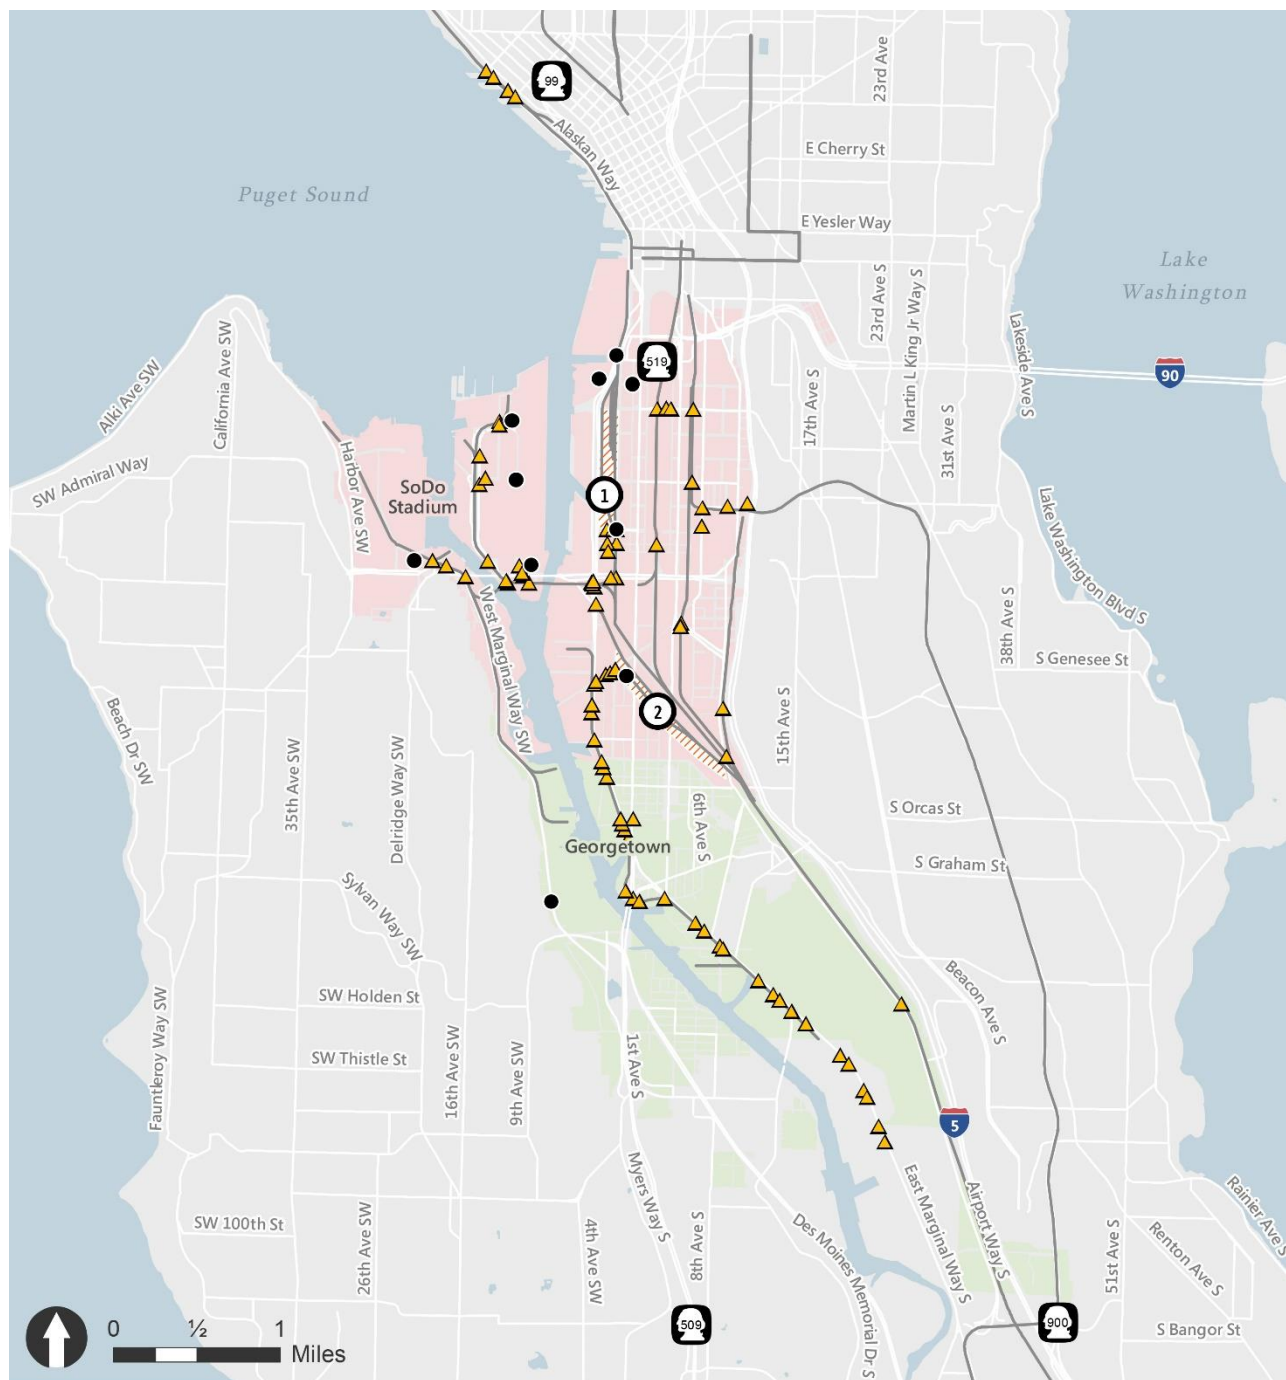 99
23rd Ave
Alaskan Way
E Cherry St
Puget Sound
E Yesler Way
Lake
Washington
23rd Ave S
Martin L King Jr Way S
Lakeside Ave S
Alki Ave SW
California Ave SW
519
90
17th Ave S
31st Ave S
SW Admiral Way
Harbor Ave SW
SoDo
Stadium
1
Lake Washington Blvd S
West Marginal Way SW
38th Ave S
S Genesee St
Beach Dr SW
2
15th Ave S
35th Ave SW
Delridge Way SW
6th Ave S
S Orcas St
Georgetown
S Graham St
Sylvan Way SW
Beacon Ave S
SW Holden St
Fauntleroy Way SW
SW Thistle St
16th Ave SW
9th Ave SW
1st Ave S
5
Myers Way S
East Marginal Way S
Airport Way S
Rainier Ave S
SW 100th St
26th Ave SW
4th Ave SW
8th Ave S
Des Moines Memorial Dr S
51st Ave S
Renton Ave S
0 ½ 1
Miles
509
900
S Bangor St